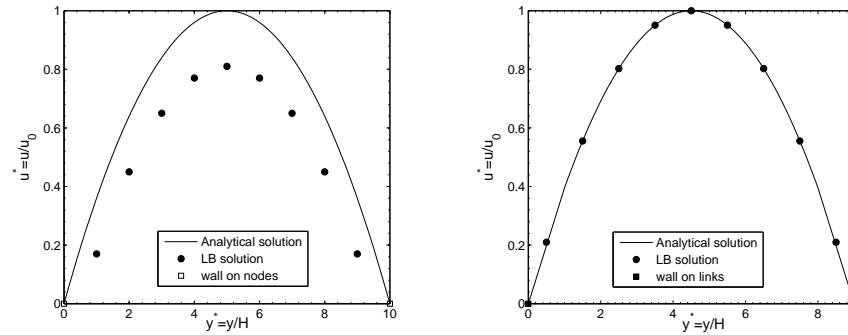 1
0.8
0.6
0.4
0.2
0
u*=u/u0
0 2 4 6 8 10
y*=y/H
Analytical solution
LB solution
wall on nodes
1
0.8
0.6
0.4
0.2
0
u*=u/u0
0 2 4 6 8
y*=y/H
Analytical solution
LB solution
wall on links